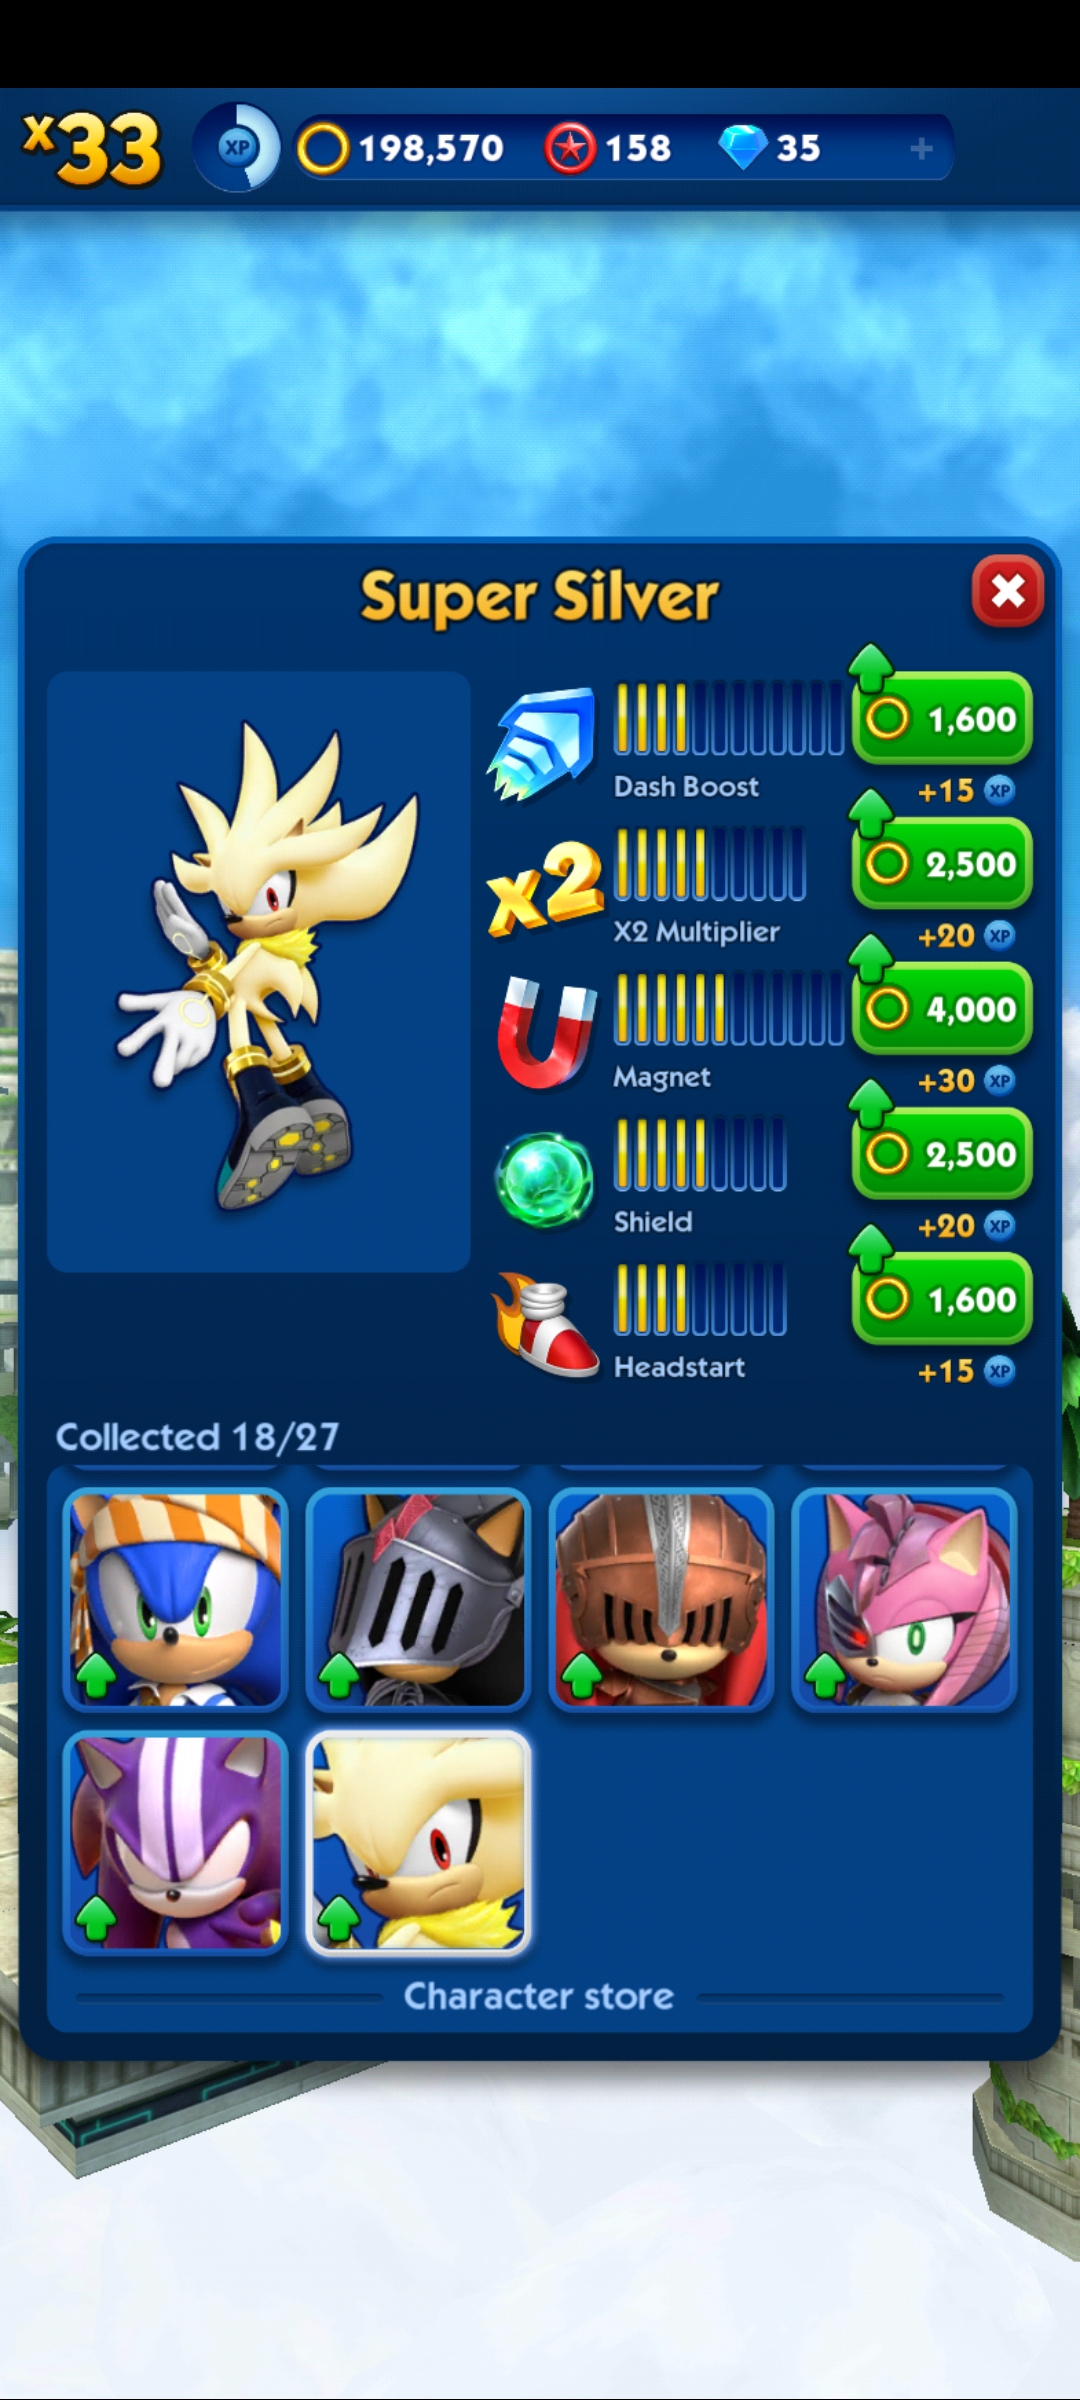 x33
XP
198,570
158
35
+
Super Silver
1,600
Dash Boost
+15 XP
x2
2,500
X2 Multiplier
+20 XP
4,000
Magnet
+30 XP
2,500
Shield
+20 XP
1,600
Headstart
+15 XP
Collected 18/27
Character store